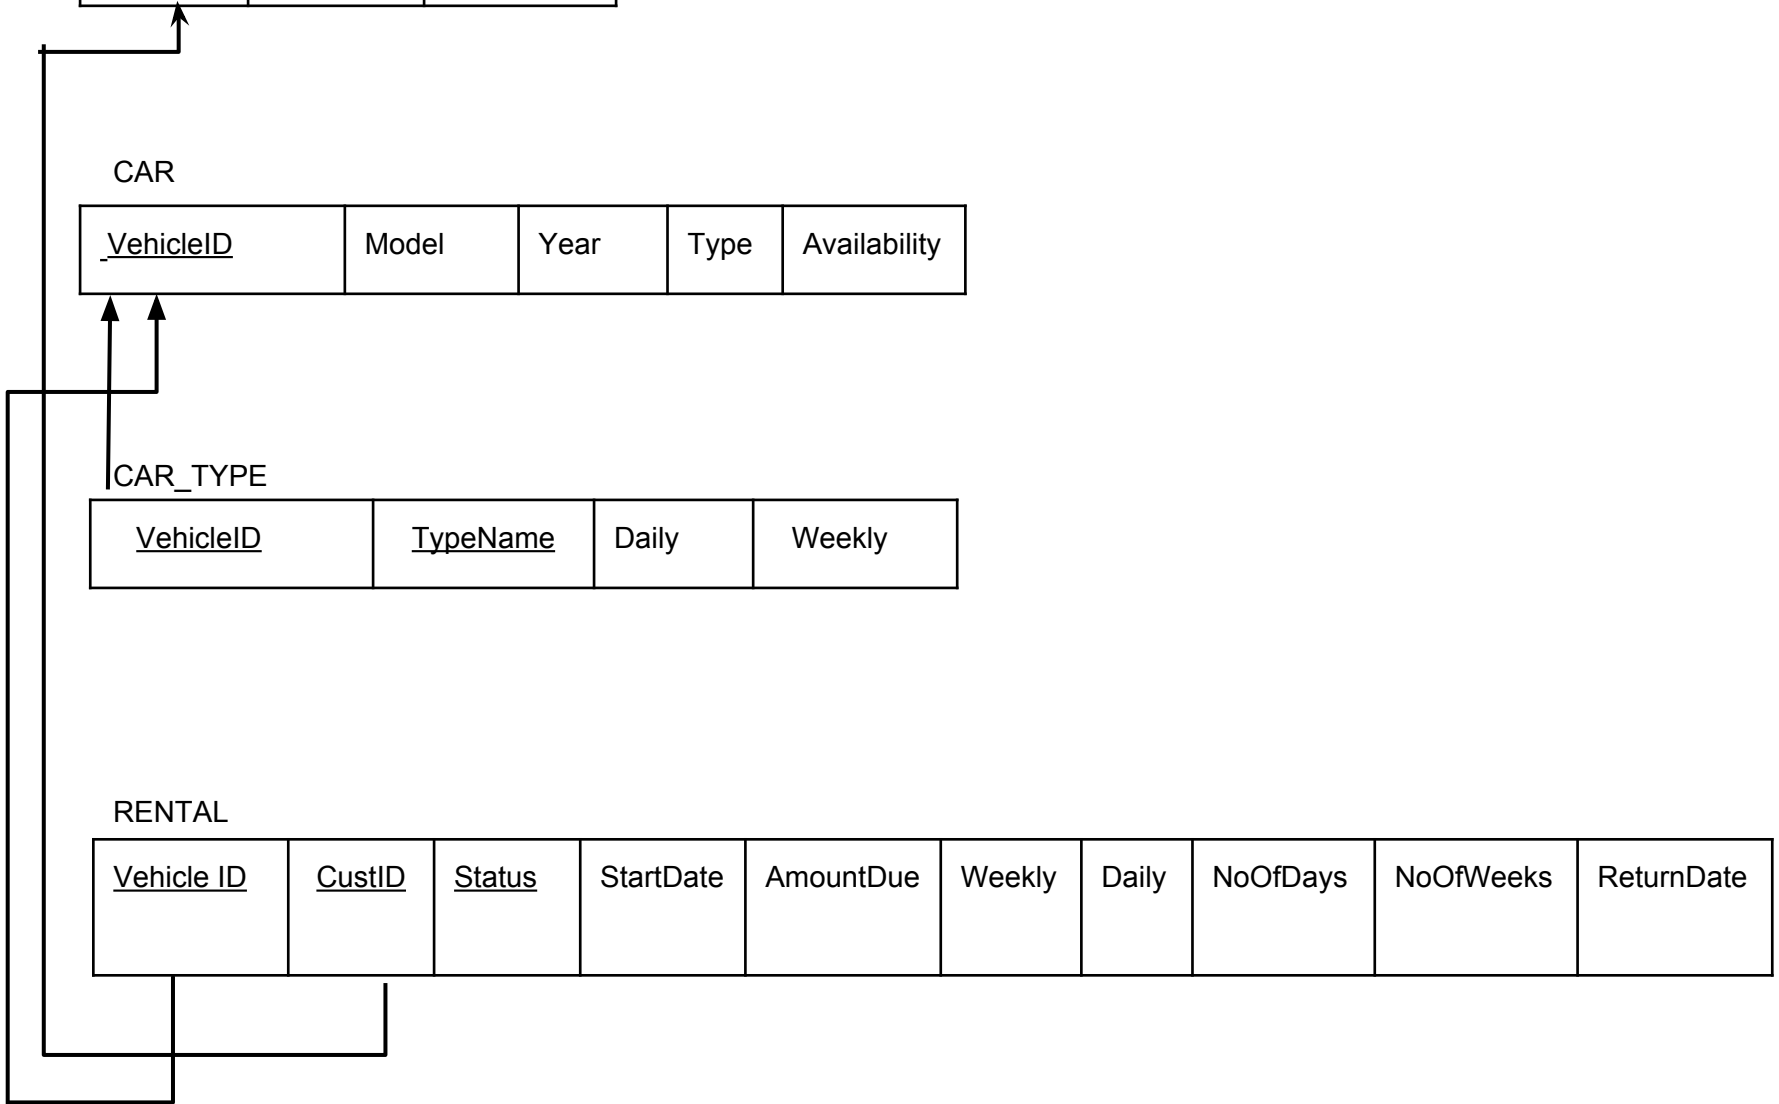 CAR
VehicleID Model Year Type Availability
CAR_TYPE
VehicleID TypeName Daily Weekly
RENTAL
Vehicle ID CustID Status StartDate AmountDue Weekly Daily NoOfDays NoOfWeeks ReturnDate